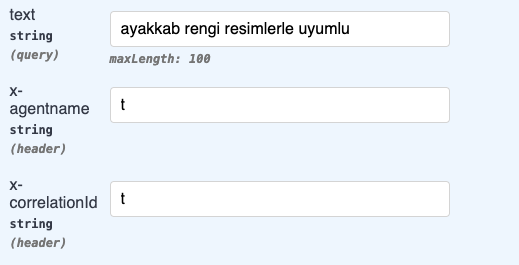 text
string
(query)
ayakkab rengi resimlerle uyumlu
maxLength: 100
x-
agentname
string
(header)
t
x-
correlationId
string
(header)
t